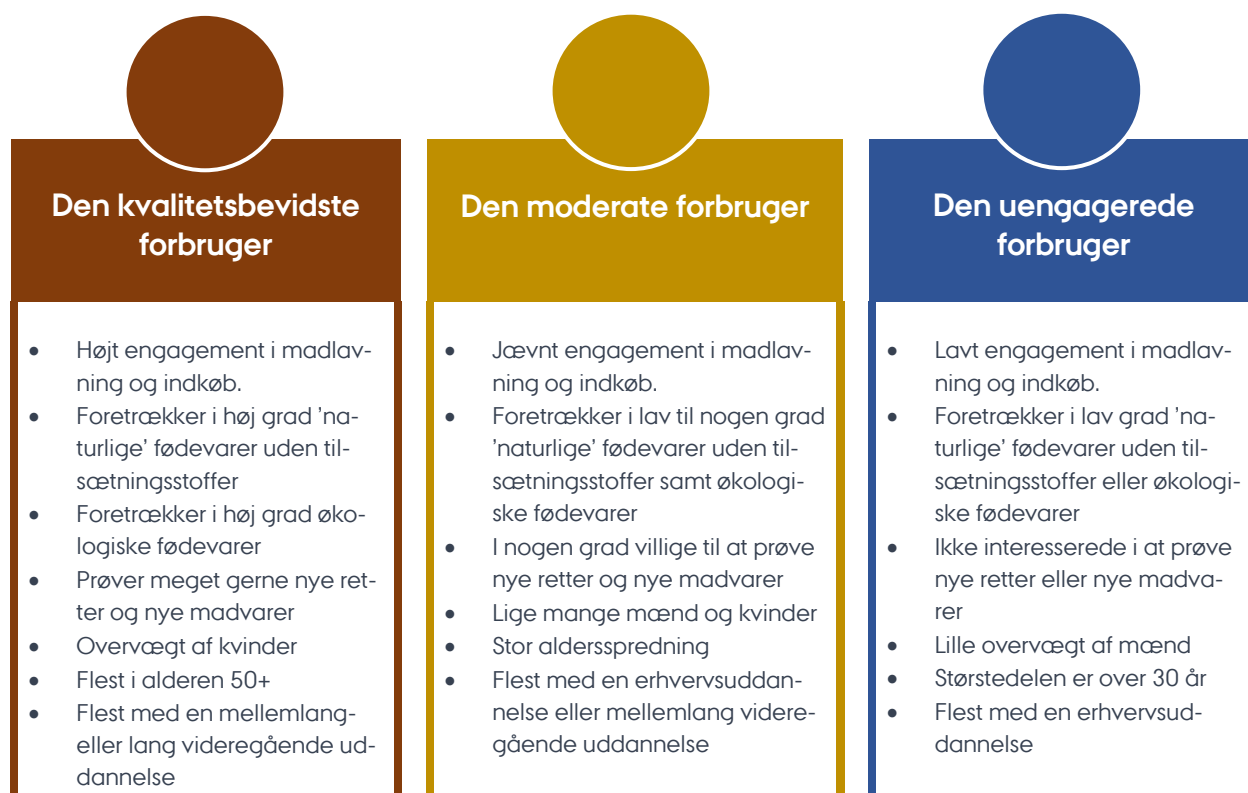 Den kvalitetsbevidste
forbruger
• Højt engagement i madlav-
ning og indkøb.
• Foretrækker i høj grad ’na-
turlige’ fødevarer uden til-
sætningsstoffer
• Foretrækker i høj grad øko-
logiske fødevarer
• Prøver meget gerne nye ret-
ter og nye madvarer
• Overvægt af kvinder
• Flest i alderen 50+
• Flest med en mellemlang-
eller lang videregående ud-
dannelse
Den moderate forbruger
• Jævnt engagement i madlav-
ning og indkøb.
• Foretrækker i lav til nogen grad
’naturlige’ fødevarer uden til-
sætningsstoffer samt økologi-
ske fødevarer
• I nogen grad villige til at prøve
nye retter og nye madvarer
• Lige mange mænd og kvinder
• Stor aldersspredning
• Flest med en erhvervsuddan-
nelse eller mellemlang videre-
gående uddannelse
Den uengagerede
forbruger
• Lavt engagement i madlav-
ning og indkøb.
• Foretrækker i lav grad ’na-
turlige’ fødevarer uden til-
sætningsstoffer eller økologi-
ske fødevarer
• Ikke interesserede i at prøve
nye retter eller nye madva-
rer
• Lille overvægt af mænd
• Størstedelen er over 30 år
• Flest med en erhvervsud-
dannelse